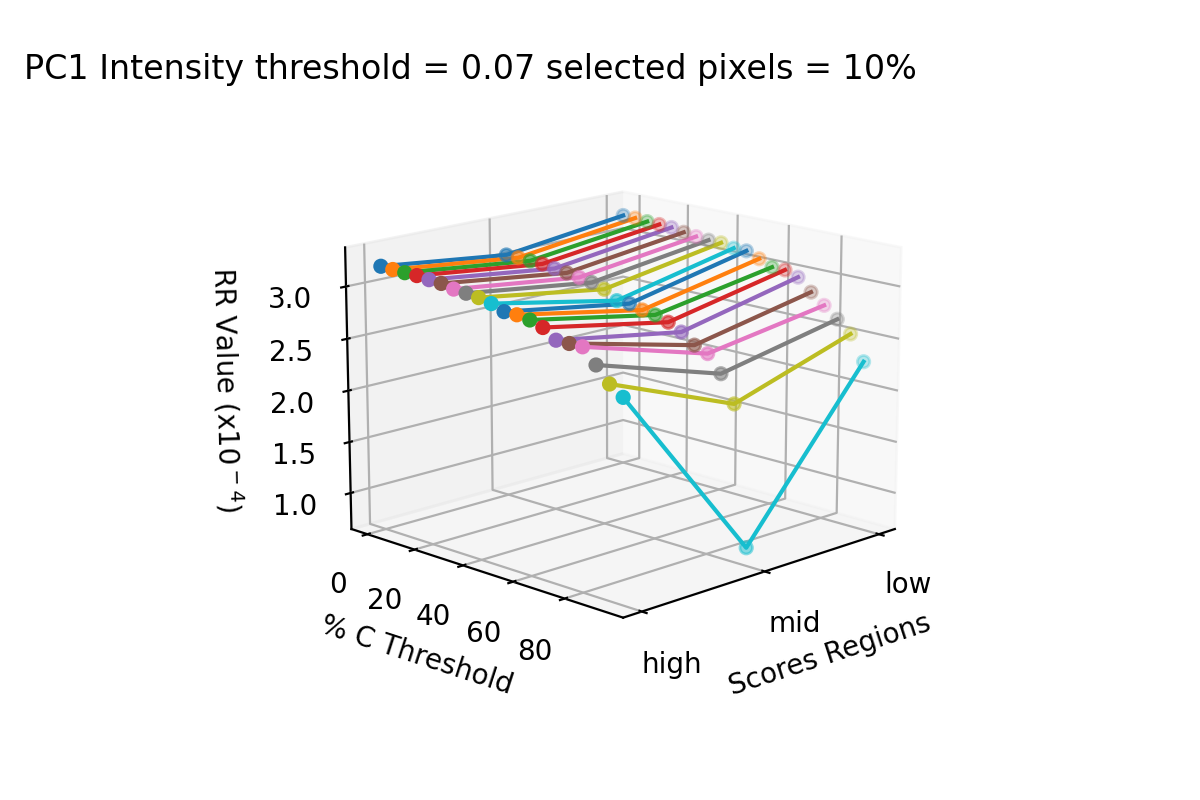 PC1 Intensity threshold = 0.07 selected pixels = 10%
RR Value (x10⁻⁴)
3.0
2.5
2.0
1.5
1.0
0
20
40
60
80
% C Threshold
high
mid
low
Scores Regions